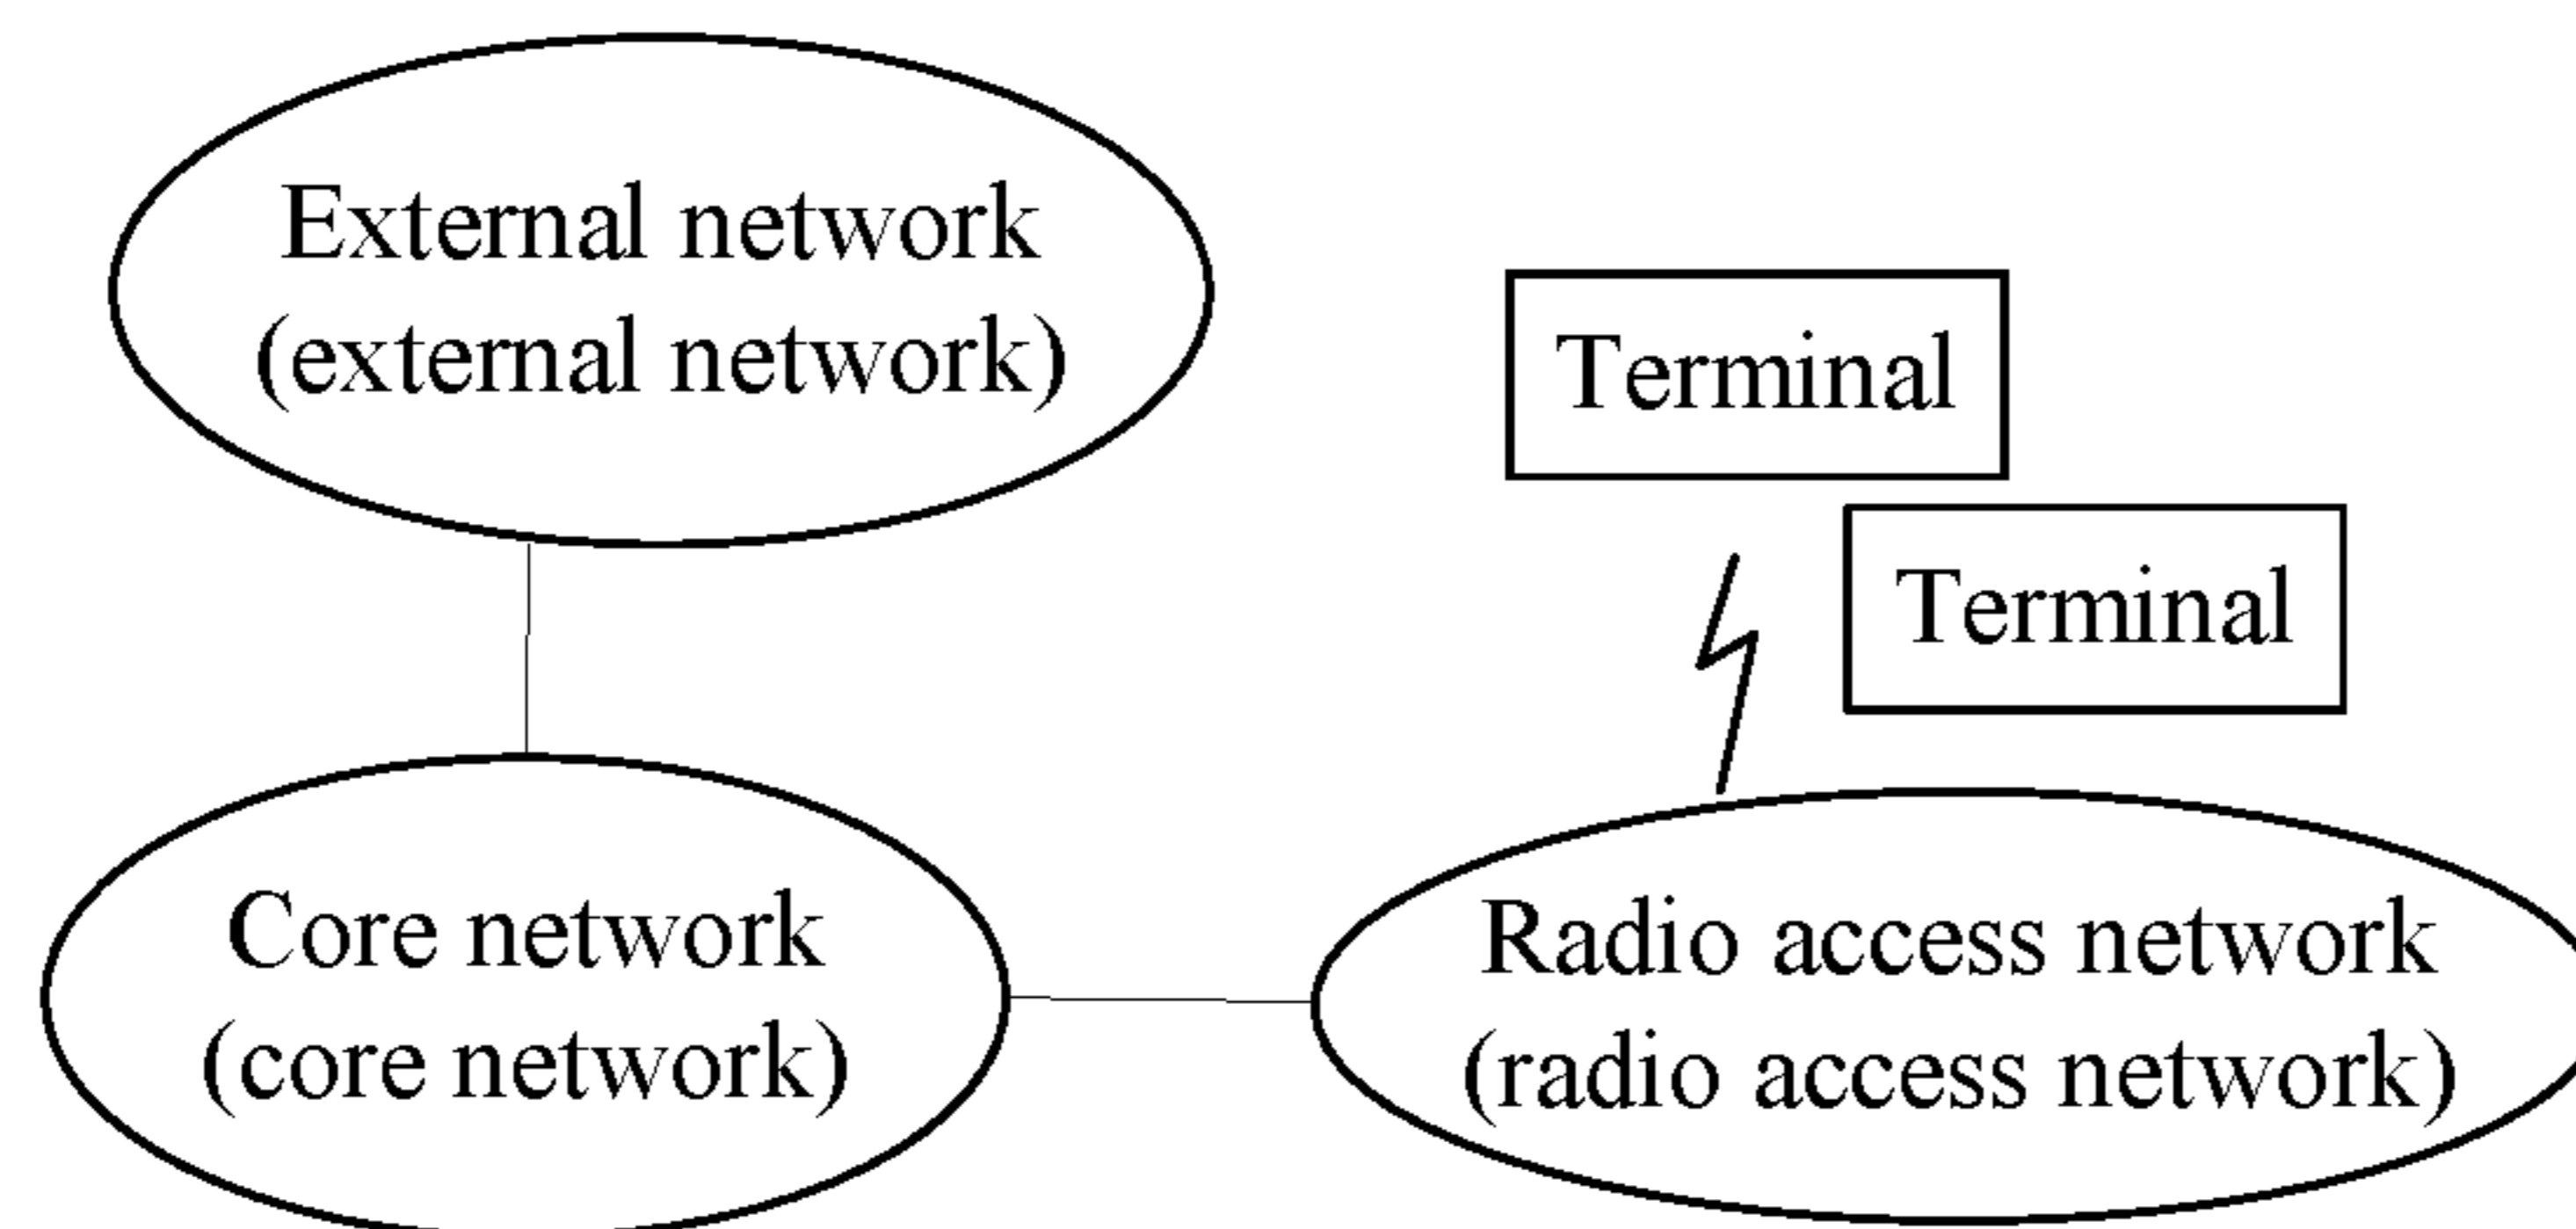 External network
(external network)
Terminal
Terminal
Core network
(core network)
Radio access network
(radio access network)